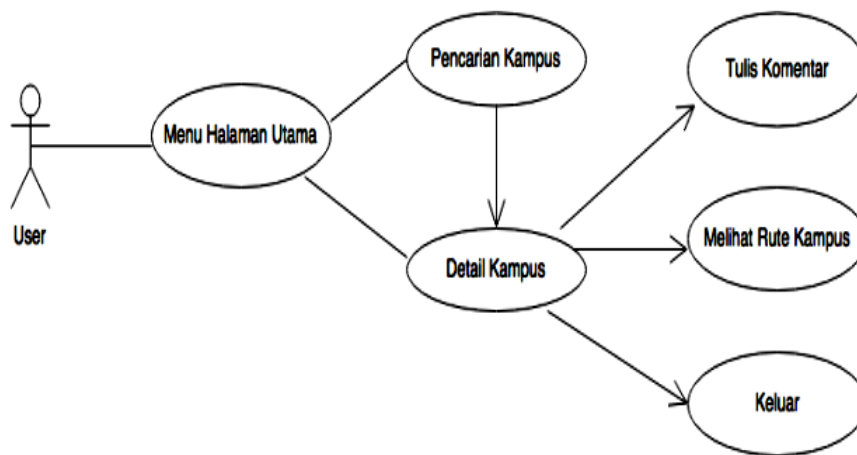 Pencarian Kampus
Tulis Komentar
Menu Halaman Utama
User
Detail Kampus
Melihat Rute Kampus
Keluar